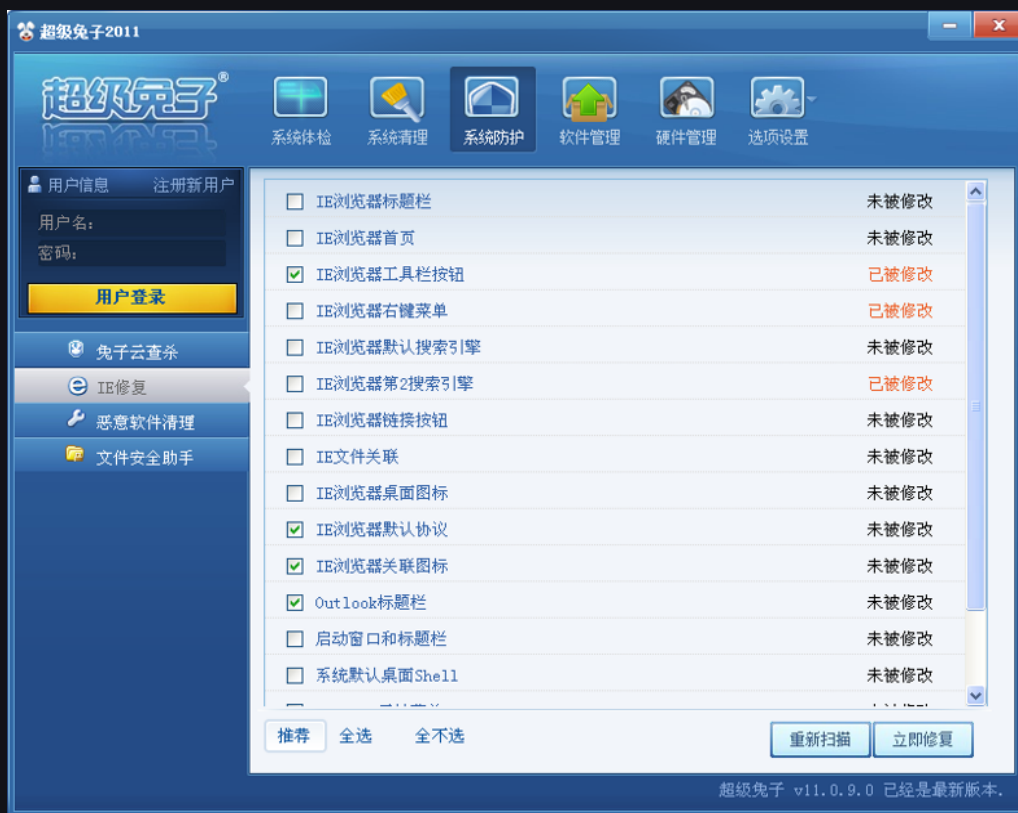 超级兔子2011
超级兔子®
系统体检 系统清理 系统防护 软件管理 硬件管理 选项设置
用户信息 注册新用户
用户名:
密码:
用户登录
兔子云查杀
IE修复
恶意软件清理
文件安全助手
IE浏览器标题栏 未被修改
IE浏览器首页 未被修改
IE浏览器工具栏按钮 已被修改
IE浏览器右键菜单 已被修改
IE浏览器默认搜索引擎 未被修改
IE浏览器第2搜索引擎 已被修改
IE浏览器链接按钮 未被修改
IE文件关联 未被修改
IE浏览器桌面图标 未被修改
IE浏览器默认协议 未被修改
IE浏览器关联图标 未被修改
Outlook标题栏 未被修改
启动窗口和标题栏 未被修改
系统默认桌面Shell 未被修改
推荐 全选 全不选
重新扫描 立即修复
超级兔子 v11.0.9.0 已经是最新版本.